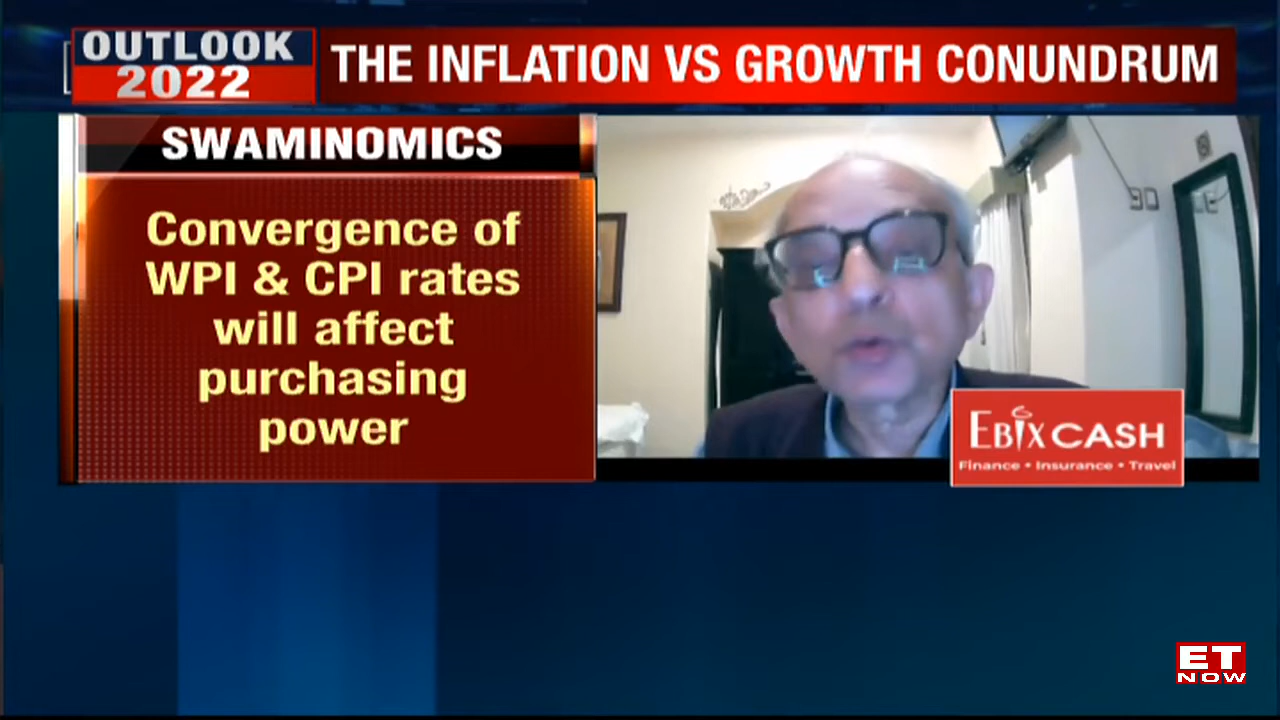 OUTLOOK
2022
THE INFLATION VS GROWTH CONUNDRUM
SWAMINOMICS
Convergence of
WPI & CPI rates
will affect
purchasing
power
EBIXCASH
Finance • Insurance • Travel
ET
NOW